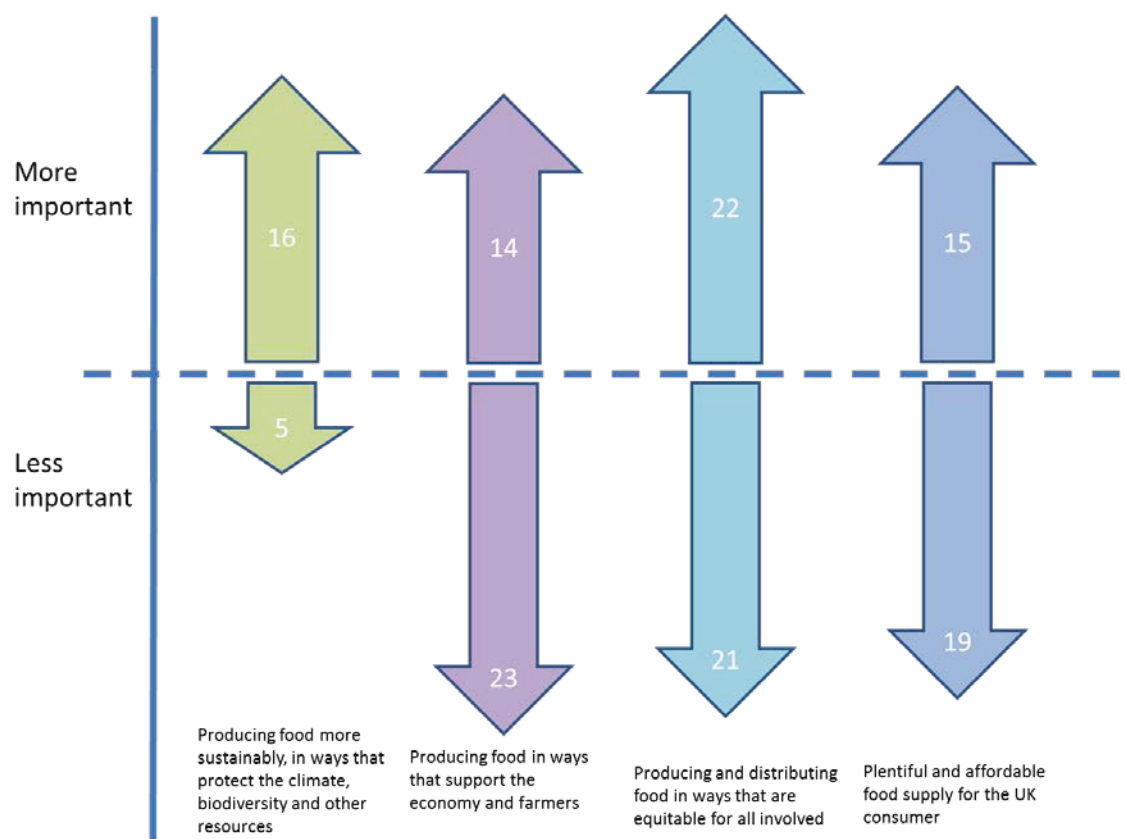 More
important
16
14
22
15
Less
important
5
23
21
19
Producing food more
sustainably, in ways that
protect the climate,
biodiversity and other
resources
Producing food in ways
that support the
economy and farmers
Producing and distributing
food in ways that are
equitable for all involved
Plentiful and affordable
food supply for the UK
consumer